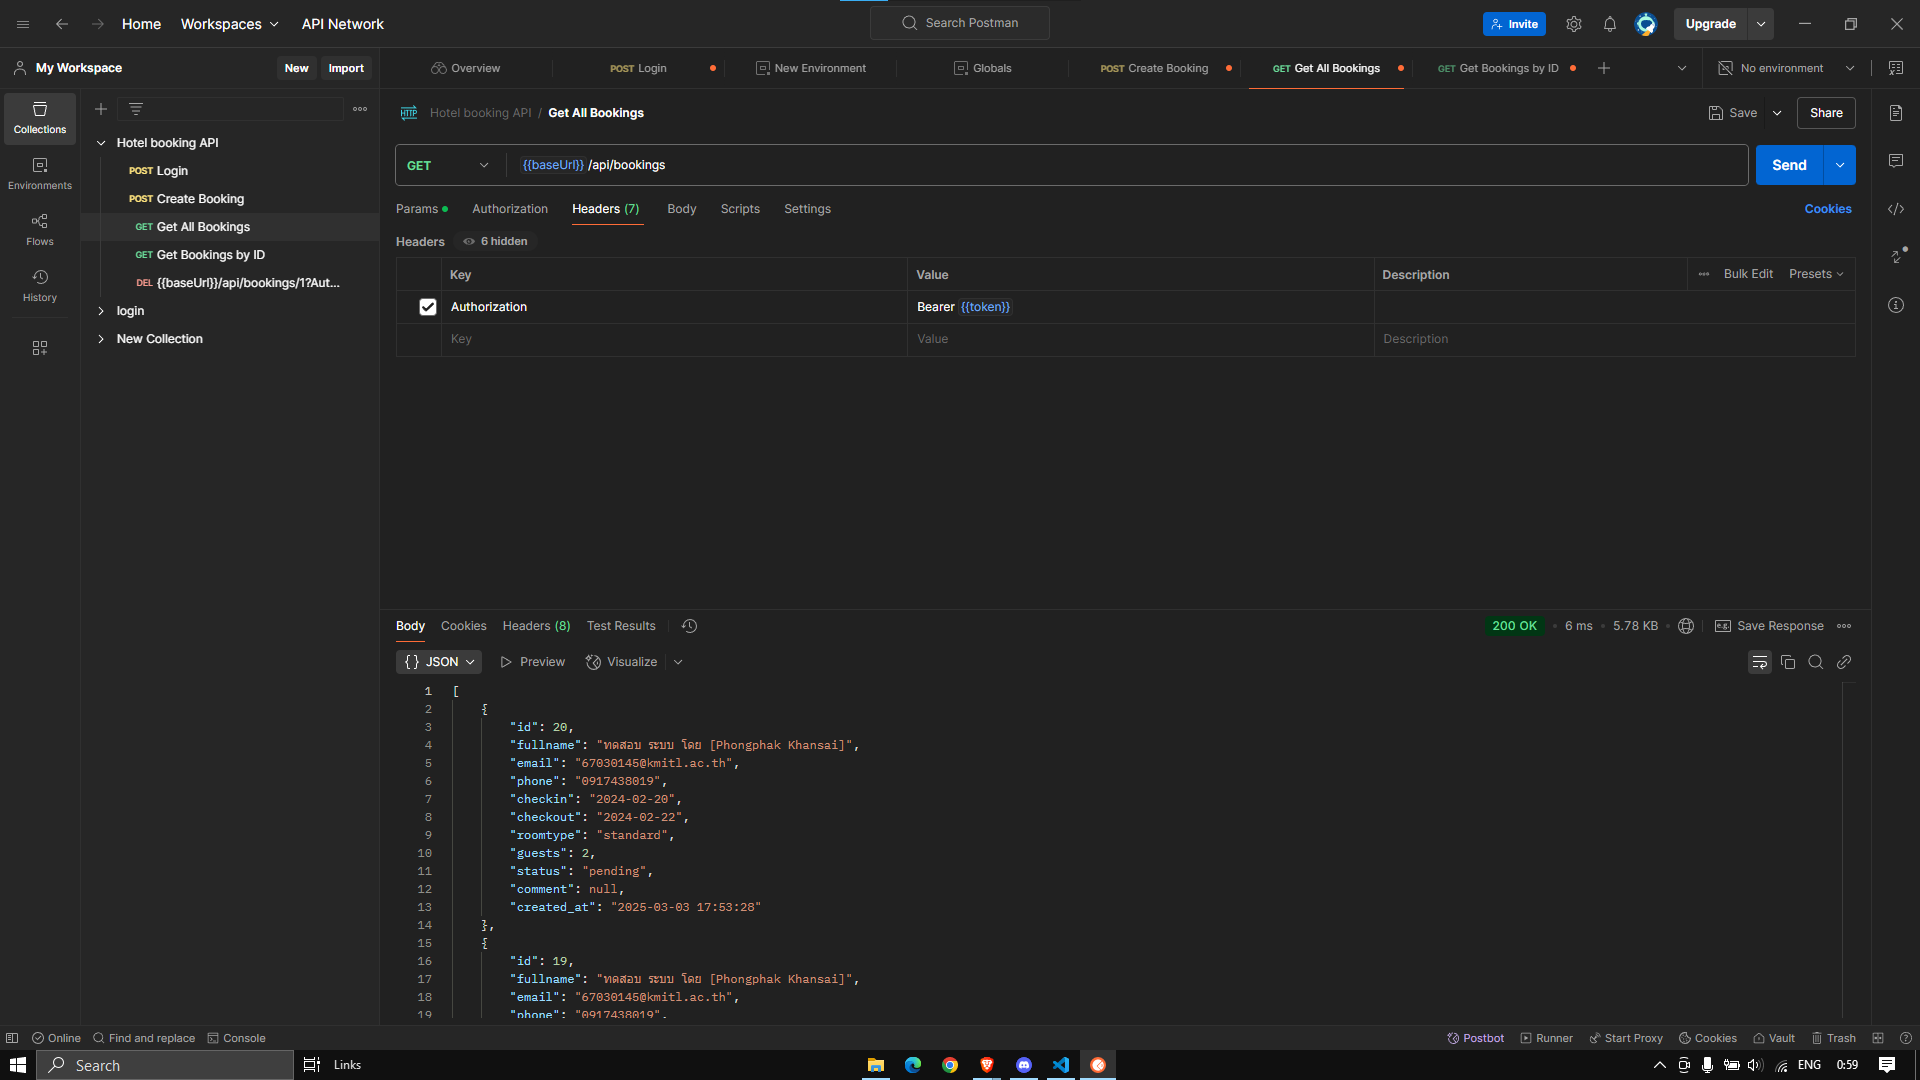 Home
Workspaces
API Network
Search Postman
Invite
Upgrade
My Workspace
New
Import
Overview
POST Login
New Environment
Globals
POST Create Booking
GET Get All Bookings
GET Get Bookings by ID
No environment
Collections
Environments
Flows
History
Hotel booking API
POST Login
POST Create Booking
GET Get All Bookings
GET Get Bookings by ID
DEL {{baseUrl}}/api/bookings/1?Aut...
login
New Collection
HTTP Hotel booking API / Get All Bookings
Save
Share
GET
{{baseUrl}} /api/bookings
Send
Params
Authorization
Headers (7)
Body
Scripts
Settings
Cookies
Headers
6 hidden
Key
Value
Description
Bulk Edit
Presets
Authorization
Bearer {{token}}
Key
Value
Description
Body
Cookies
Headers (8)
Test Results
200 OK
6 ms
5.78 KB
e.g.
Save Response
{} JSON
Preview
Visualize
1 [
2 {
3 "id": 20,
4 "fullname": "ทดสอบ ระบบ โดย [Phongphak Khansai]",
5 "email": "67030145@kmitl.ac.th",
6 "phone": "0917438019",
7 "checkin": "2024-02-20",
8 "checkout": "2024-02-22",
9 "roomtype": "standard",
10 "guests": 2,
11 "status": "pending",
12 "comment": null,
13 "created_at": "2025-03-03 17:53:28"
14 },
15 {
16 "id": 19,
17 "fullname": "ทดสอบ ระบบ โดย [Phongphak Khansai]",
18 "email": "67030145@kmitl.ac.th",
19 "phone": "0917438019",
Online
Find and replace
Console
Postbot
Runner
Start Proxy
Cookies
Vault
Trash
Search
Links
ENG
0:59